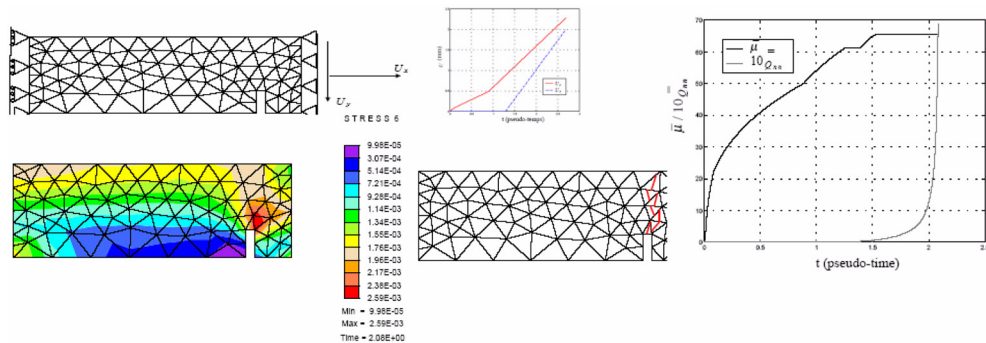 U_x
U_y
t (pseudo-temps)
U_x
U_y
STRESS 6
9.98E-05
3.07E-04
5.14E-04
7.21E-04
9.28E-04
1.14E-03
1.34E-03
1.55E-03
1.76E-03
1.96E-03
2.17E-03
2.38E-03
2.59E-03
Min = 9.98E-05
Max = 2.59E-03
Time = 2.08E+00
70
60
50
40
30
20
10
0
μ̄
10 Q̿_nn
μ̄ / 10 Q̿_nn
0 0.5 1 1.5 2 2.5
t (pseudo-time)